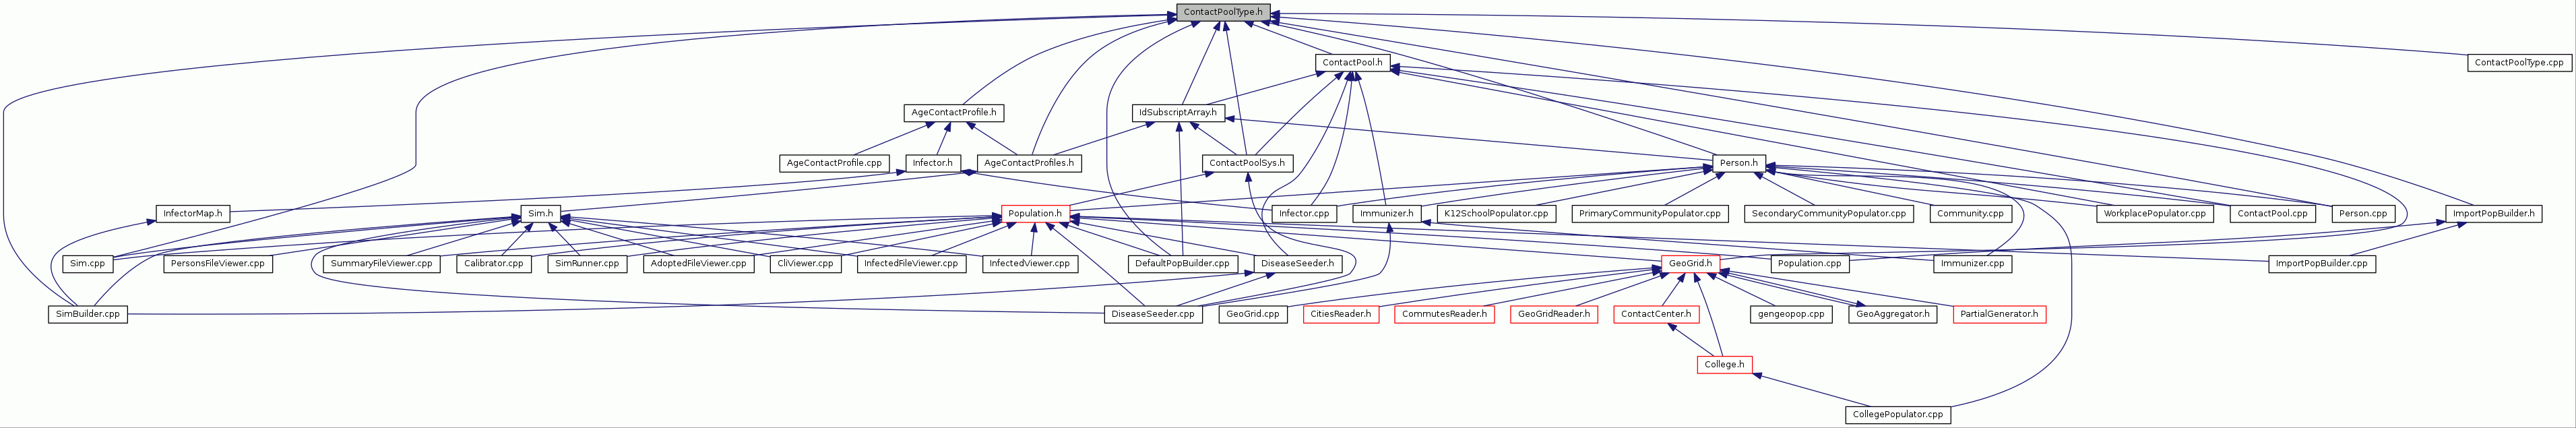 ContactPoolType.h
ContactPool.h
ContactPoolType.cpp
AgeContactProfile.h
IdSubscriptArray.h
AgeContactProfile.cpp
Infector.h
AgeContactProfiles.h
ContactPoolSys.h
Person.h
InfectorMap.h
Sim.h
Population.h
Infector.cpp
Immunizer.h
K12SchoolPopulator.cpp
PrimaryCommunityPopulator.cpp
SecondaryCommunityPopulator.cpp
Community.cpp
WorkplacePopulator.cpp
ContactPool.cpp
Person.cpp
ImportPopBuilder.h
Sim.cpp
PersonsFileViewer.cpp
SummaryFileViewer.cpp
Calibrator.cpp
SimRunner.cpp
AdoptedFileViewer.cpp
CliViewer.cpp
InfectedFileViewer.cpp
InfectedViewer.cpp
DefaultPopBuilder.cpp
DiseaseSeeder.h
GeoGrid.h
Population.cpp
Immunizer.cpp
ImportPopBuilder.cpp
SimBuilder.cpp
DiseaseSeeder.cpp
GeoGrid.cpp
CitiesReader.h
CommutesReader.h
GeoGridReader.h
ContactCenter.h
gengeopop.cpp
GeoAggregator.h
PartialGenerator.h
College.h
CollegePopulator.cpp